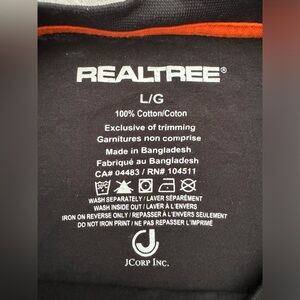 REALTREE®
L/G
100% Cotton/Coton
Exclusive of trimming
Garnitures non comprise
Made in Bangladesh
Fabriqué au Bangladesh
CA# 04483 / RN# 104511
WASH SEPARATELY / LAVER SÉPARÉMENT
WASH INSIDE OUT / LAVER À L'ENVERS
IRON ON REVERSE ONLY / REPASSER À L'ENVERS SEULEMENT
DO NOT IRON PRINT / NE PAS REPASSER À L'IMPRIMÉ
JCORP INC.